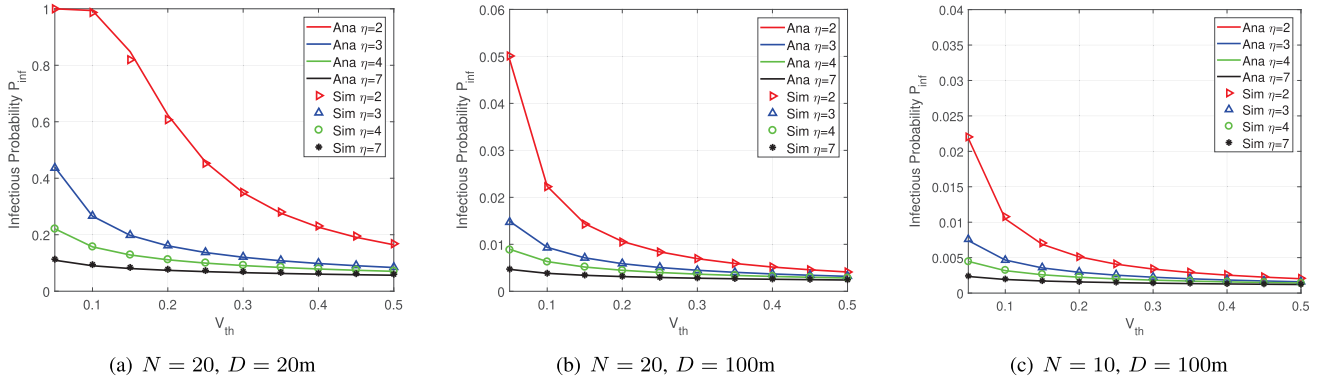 1
0.8
0.6
0.4
0.2
0
0.1 0.2 0.3 0.4 0.5
V_th
Infectious Probability P_inf
Ana η=2
Ana η=3
Ana η=4
Ana η=7
Sim η=2
Sim η=3
Sim η=4
Sim η=7
(a) N = 20, D = 20m
0.06
0.05
0.04
0.03
0.02
0.01
0
0.1 0.2 0.3 0.4 0.5
V_th
Infectious Probability P_inf
Ana η=2
Ana η=3
Ana η=4
Ana η=7
Sim η=2
Sim η=3
Sim η=4
Sim η=7
(b) N = 20, D = 100m
0.04
0.035
0.03
0.025
0.02
0.015
0.01
0.005
0
0.1 0.2 0.3 0.4 0.5
V_th
Infectious Probability P_inf
Ana η=2
Ana η=3
Ana η=4
Ana η=7
Sim η=2
Sim η=3
Sim η=4
Sim η=7
(c) N = 10, D = 100m